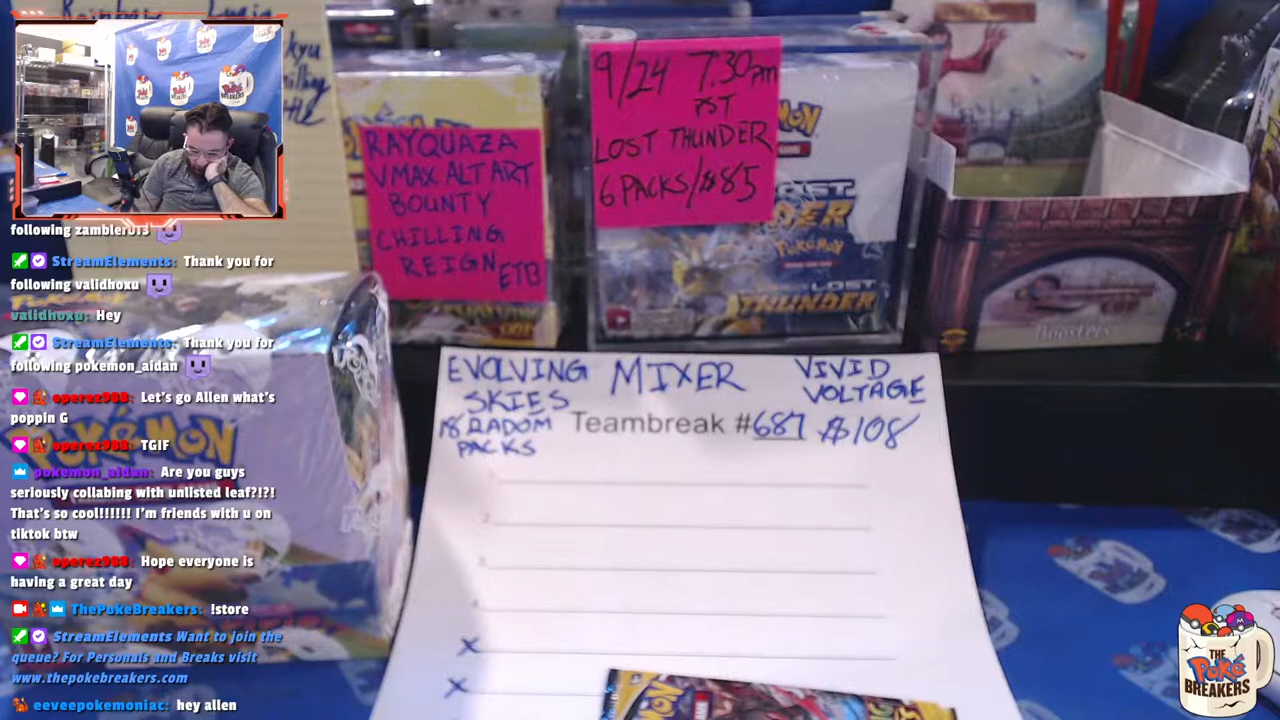 following zambler013
StreamElements: Thank you for
following validhoxu
validhoxu: Hey
StreamElements: Thank you for
following pokemon_aidan
operez988: Let's go Allen what's
poppin G
operez988: TGIF
pokemon_aidan: Are you guys
seriously collabing with unlisted leaf?!?!
That's so cool!!!!!! I'm friends with u on
tiktok btw
operez988: Hope everyone is
having a great day
ThePokeBreakers: !store
StreamElements Want to join the
queue? For Personals and Breaks visit
www.thepokebreakers.com
eeveepokemoniac: hey allen
RAYQUAZA
VMAX ALT ART
BOUNTY
CHILLING
REIGN ETB
9/24 7:30pm
PST
LOST THUNDER
6 PACKS/$85
POKÉMON
LOST
THUNDER
Boosters
EVOLVING
SKIES
18 RADOM
PACKS
MIXER
VIVID
VOLTAGE
Teambreak #687 $108
X
X
POKÉMON
THE
POKÉ
BREAKERS